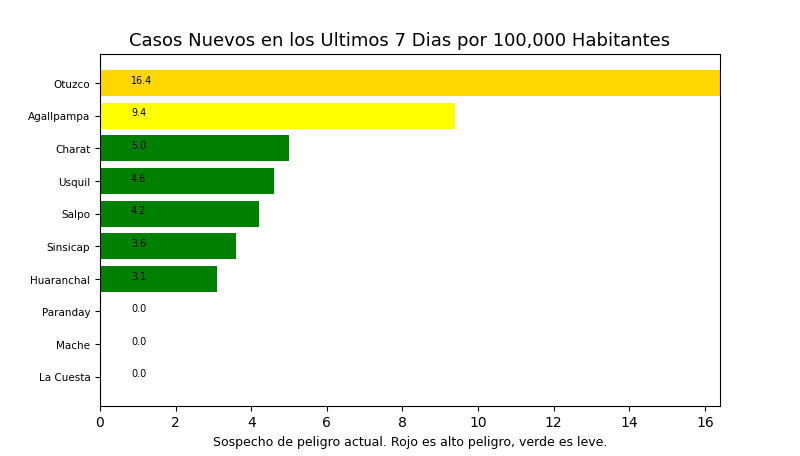 Casos Nuevos en los Ultimos 7 Dias por 100,000 Habitantes
Otuzco 16.4
Agallpampa 9.4
Charat 5.0
Usquil 4.6
Salpo 4.2
Sinsicap 3.6
Huaranchal 3.1
Paranday 0.0
Mache 0.0
La Cuesta 0.0
0 2 4 6 8 10 12 14 16
Sospecho de peligro actual. Rojo es alto peligro, verde es leve.